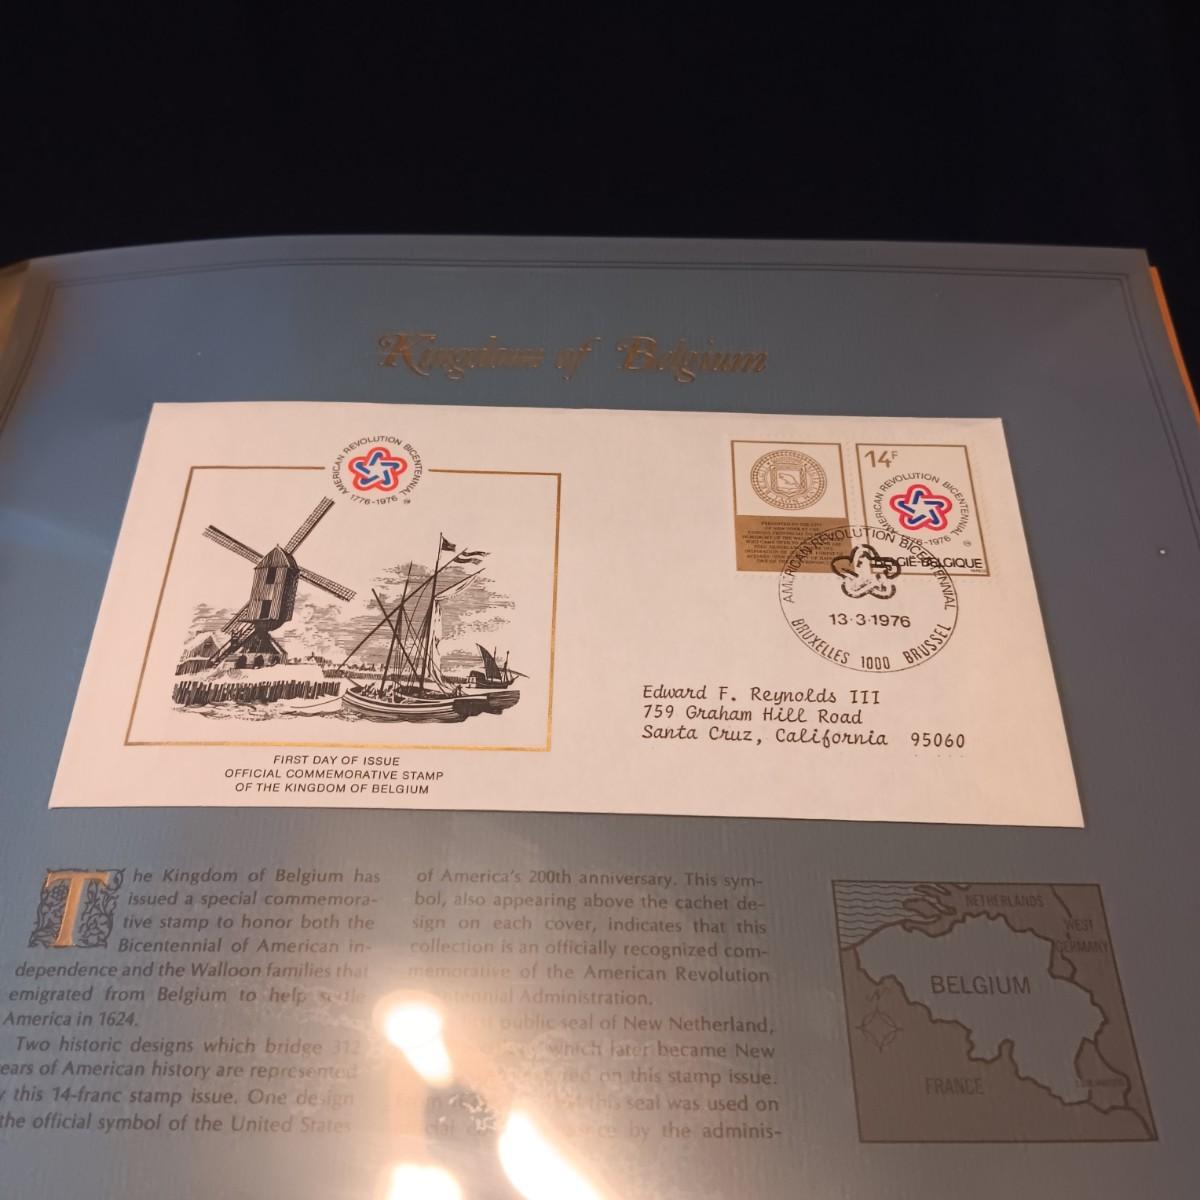 Kingdom of Belgium
AMERICAN REVOLUTION BICENTENNIAL
1776-1976
14F
AMERICAN REVOLUTION BICENTENNIAL
1776-1976
BELGIE-BELGIQUE
AMERICAN REVOLUTION BICENTENNIAL
13·3·1976
BRUXELLES 1000 BRUSSEL
Edward F. Reynolds III
759 Graham Hill Road
Santa Cruz, California 95060
FIRST DAY OF ISSUE
OFFICIAL COMMEMORATIVE STAMP
OF THE KINGDOM OF BELGIUM
The Kingdom of Belgium has
issued a special commemora-
tive stamp to honor both the
Bicentennial of American in-
dependence and the Walloon families that
emigrated from Belgium to help settle
America in 1624.
Two historic designs which bridge 312
ears of American history are represented
this 14-franc stamp issue. One design
the official symbol of the United States
of America's 200th anniversary. This sym-
bol, also appearing above the cachet de-
sign on each cover, indicates that this
collection is an officially recognized com-
memorative of the American Revolution
Administration.
public seal of New Netherland,
which later became New
on this stamp issue.
this seal was used on
by the adminis-
NETHERLANDS
WEST
GERMANY
BELGIUM
FRANCE